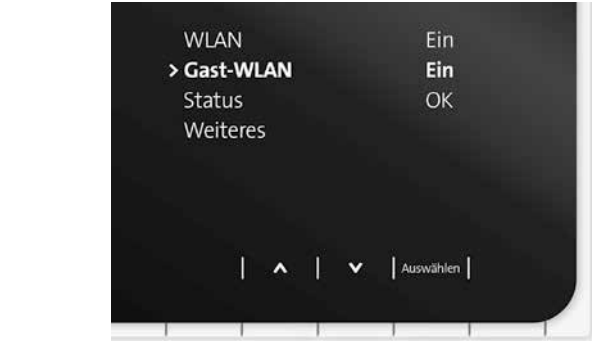 WLAN Ein
> Gast-WLAN Ein
Status OK
Weiteres
Auswählen